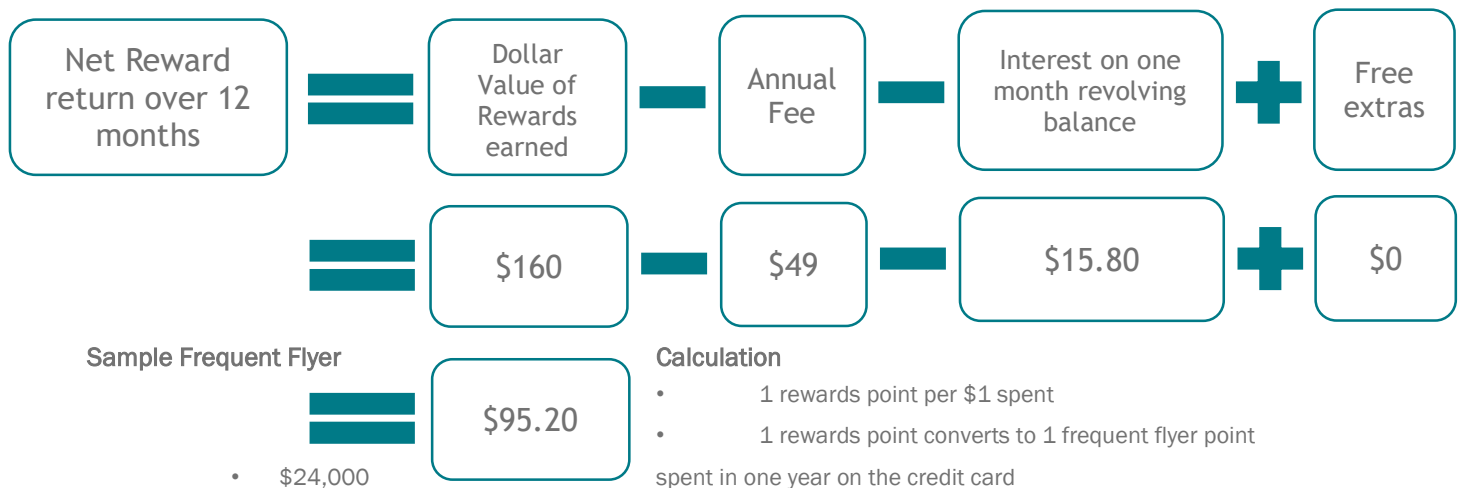 Net Reward
return over 12
months
Dollar
Value of
Rewards
earned
Annual
Fee
Interest on one
month revolving
balance
Free
extras
$160
$49
$15.80
$0
Sample Frequent Flyer Calculation
$95.20
• 1 rewards point per $1 spent
• 1 rewards point converts to 1 frequent flyer point
• $24,000 spent in one year on the credit card